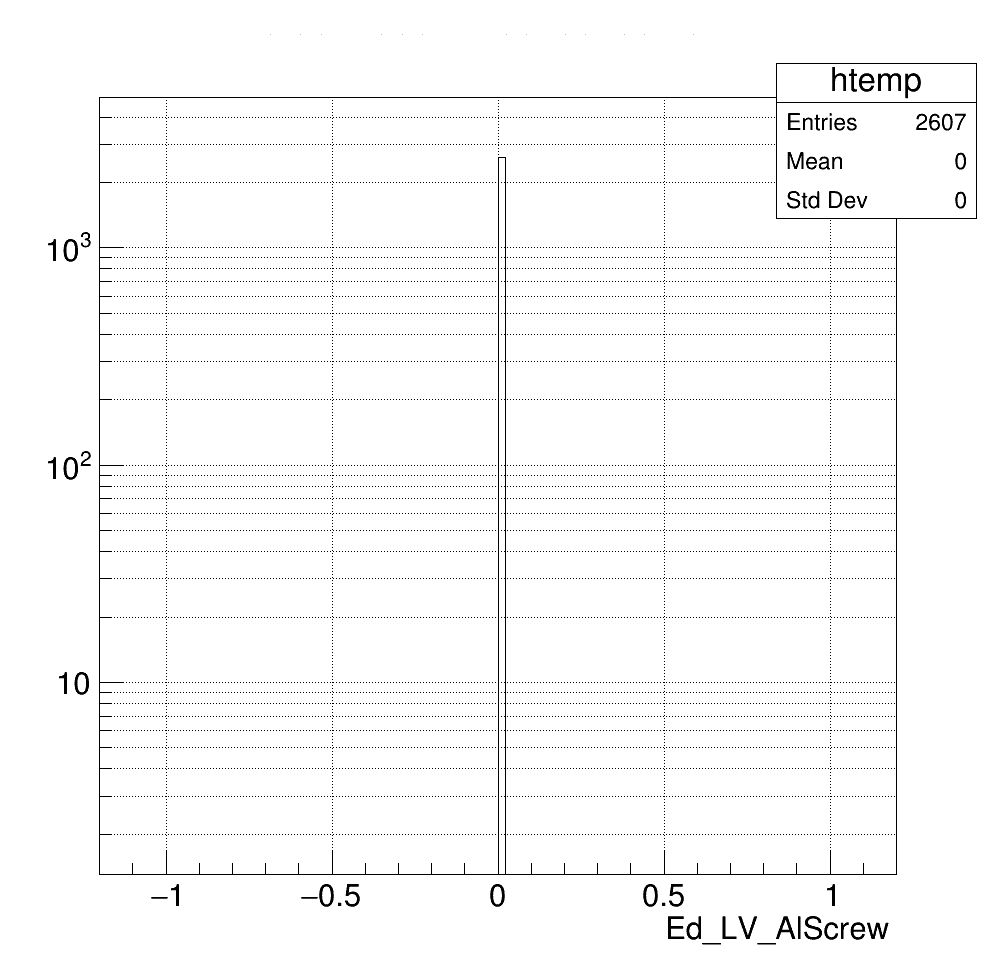 htemp
Entries 2607
Mean 0
Std Dev 0
10³
10²
10
−1 −0.5 0 0.5 1
Ed_LV_AlScrew